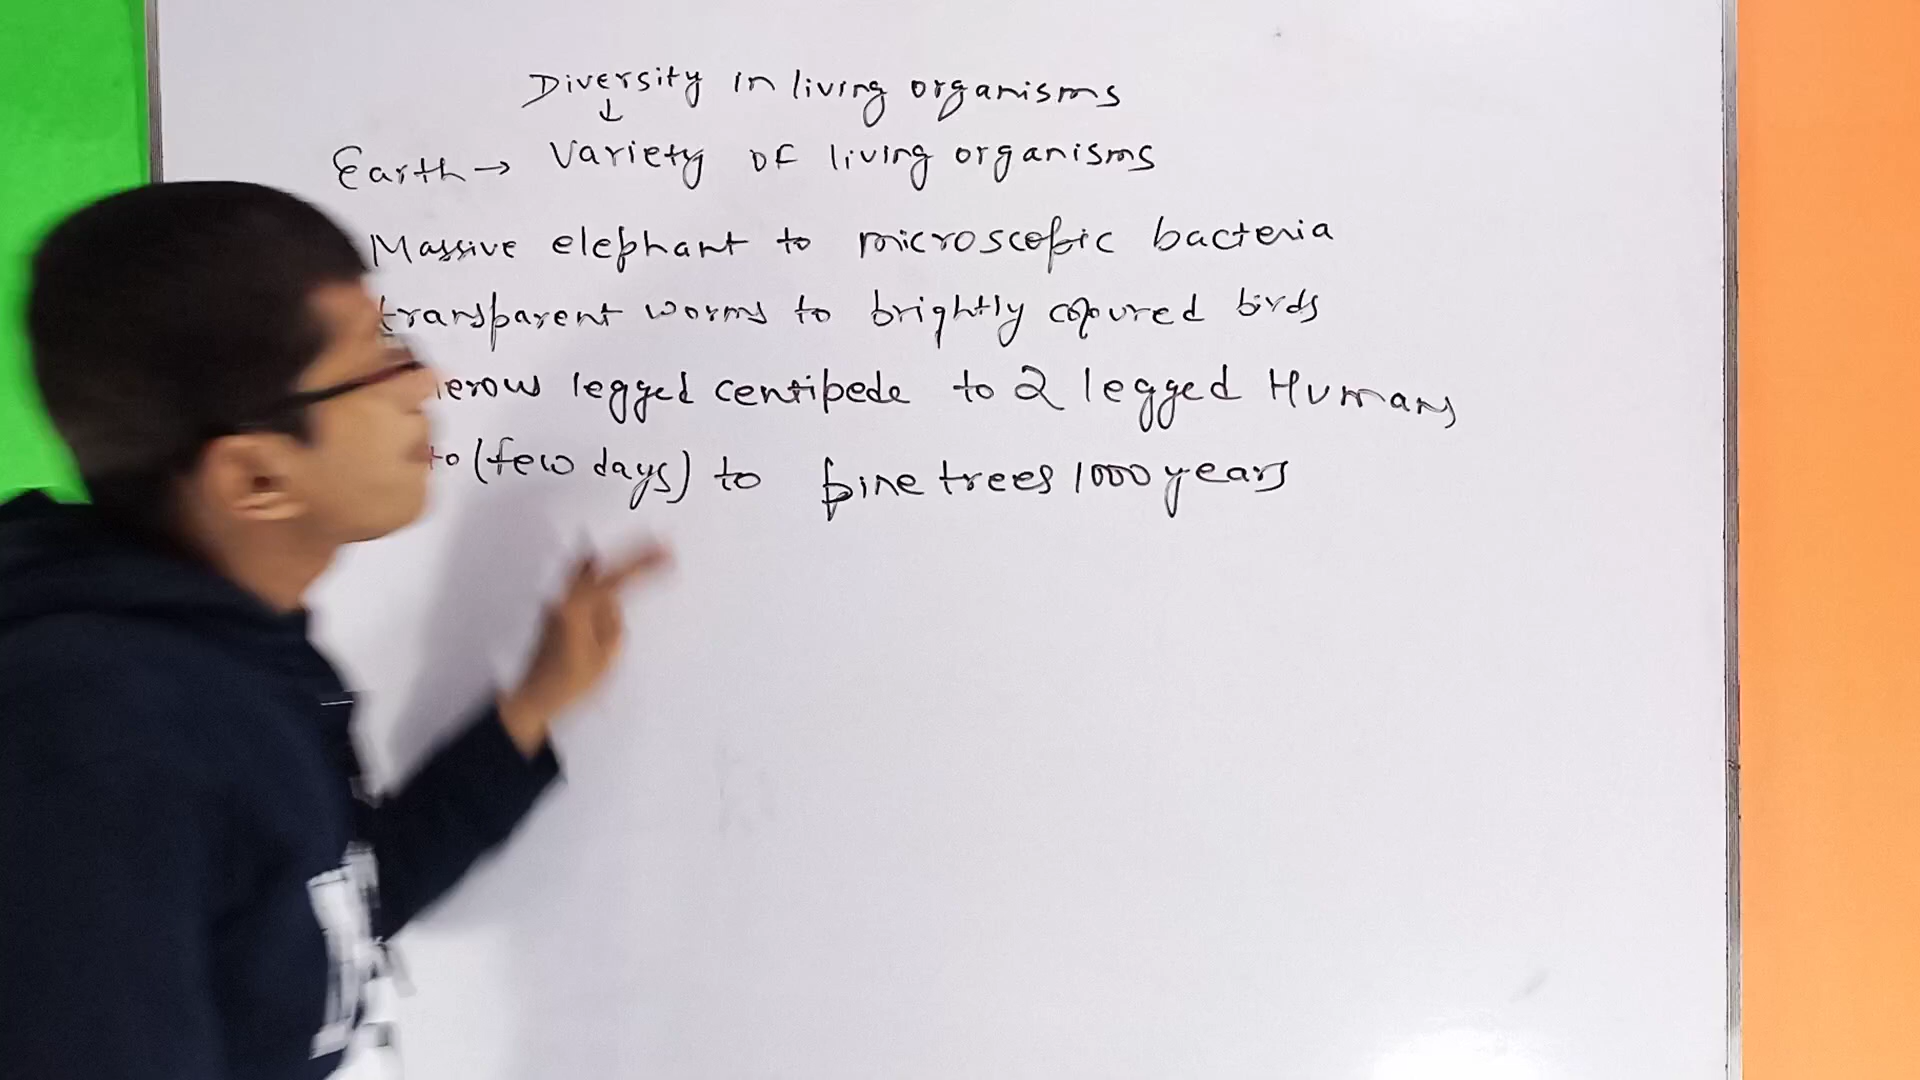 Diversity in living organisms
↓
Earth → Variety of living organisms
Massive elephant to microscopic bacteria
transparent worms to brightly coloured birds
legged centipede to 2 legged Humans
(few days) to pine trees 1000 years